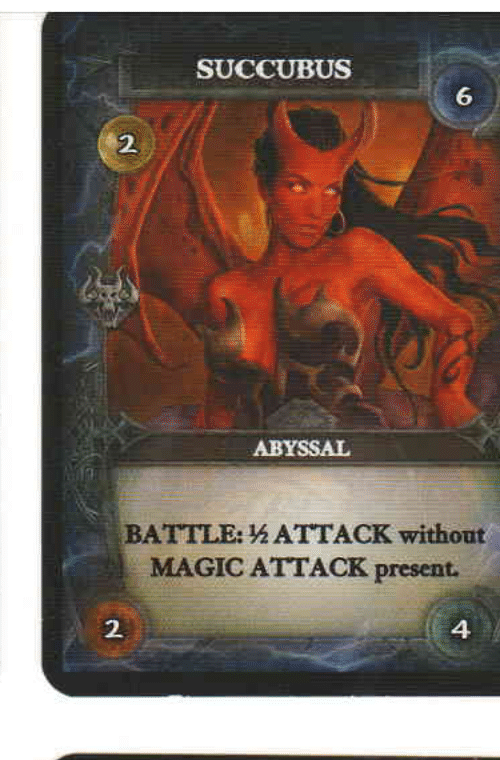 SUCCUBUS
6
2
ABYSSAL
BATTLE: ½ ATTACK without
MAGIC ATTACK present.
2
4